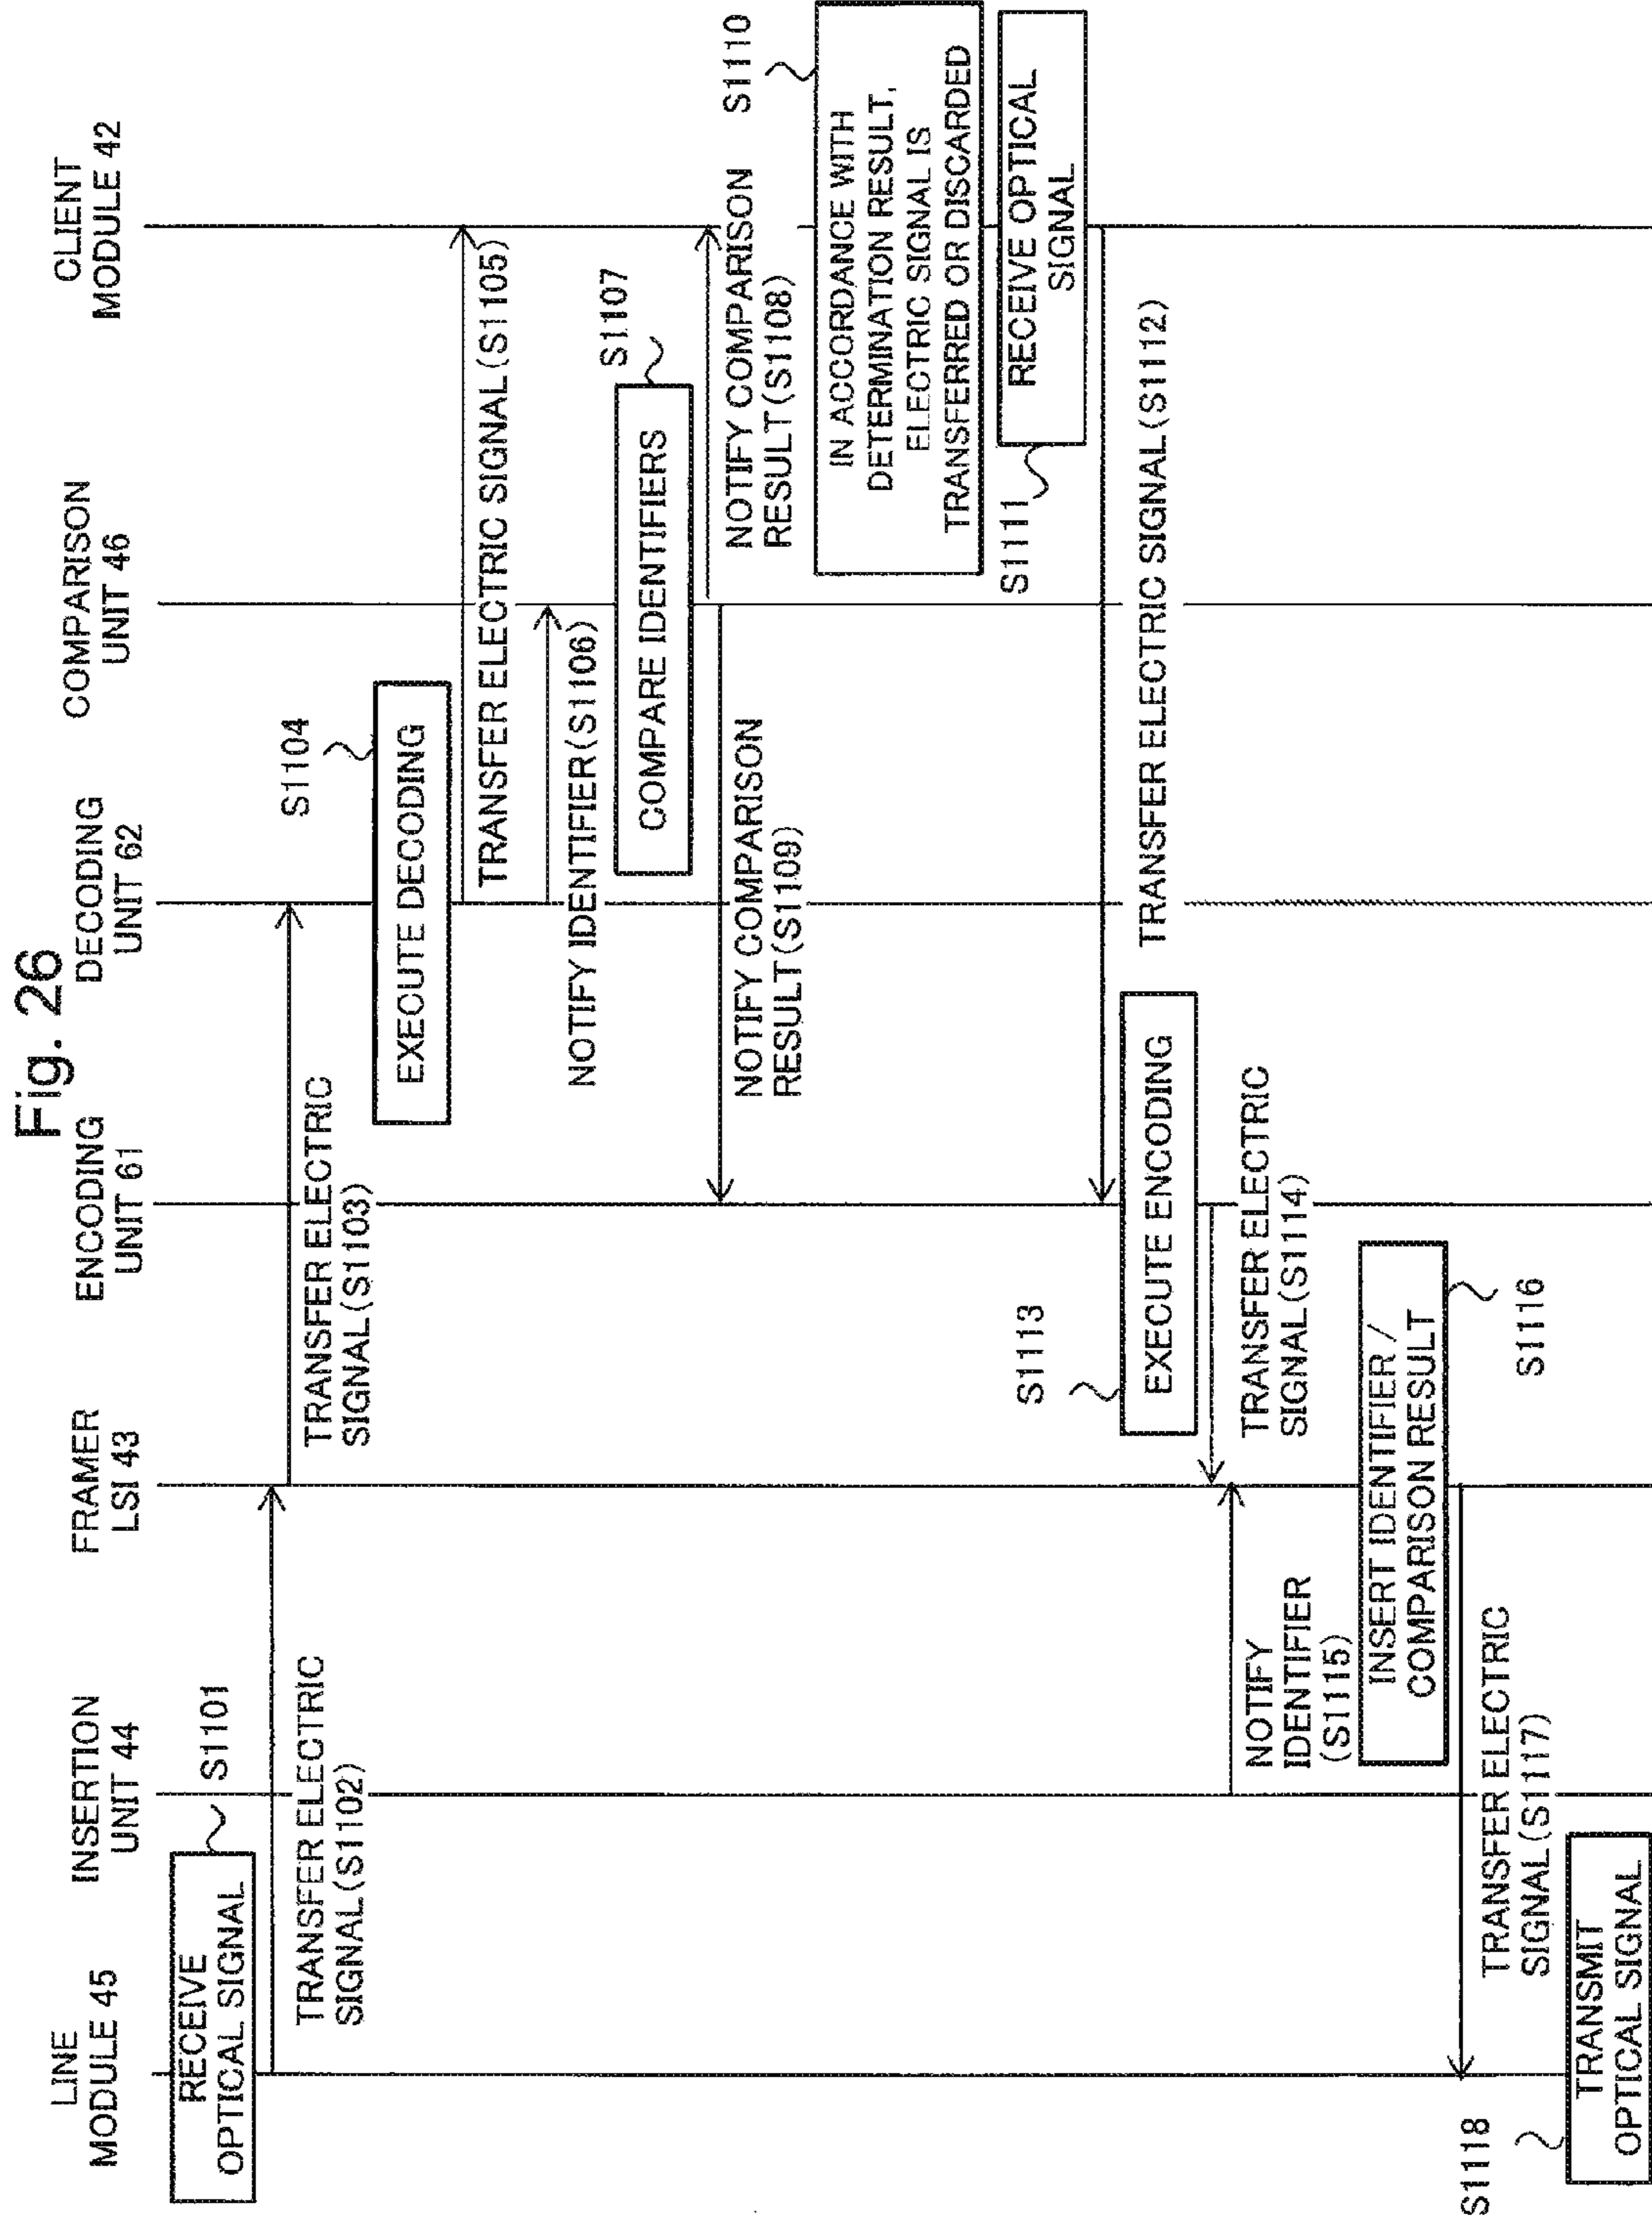 Fig. 26
LINE
MODULE 45
INSERTION
UNIT 44
FRAMER
LSI 43
ENCODING
UNIT 61
DECODING
UNIT 62
COMPARISON
UNIT 46
CLIENT
MODULE 42
RECEIVE
OPTICAL SIGNAL
S1101
TRANSFER ELECTRIC
SIGNAL(S1102)
TRANSFER ELECTRIC
SIGNAL(S1103)
S1104
EXECUTE DECODING
TRANSFER ELECTRIC SIGNAL(S1105)
NOTIFY IDENTIFIER(S1106)
S1107
COMPARE IDENTIFIERS
NOTIFY COMPARISON
RESULT(S1108)
NOTIFY COMPARISON
RESULT(S1109)
S1110
IN ACCORDANCE WITH
DETERMINATION RESULT,
ELECTRIC SIGNAL IS
TRANSFERRED OR DISCARDED
S1111
RECEIVE OPTICAL
SIGNAL
TRANSFER ELECTRIC SIGNAL(S1112)
S1113
EXECUTE ENCODING
TRANSFER ELECTRIC
SIGNAL(S1114)
NOTIFY
IDENTIFIER
(S1115)
INSERT IDENTIFIER /
COMPARISON RESULT
S1116
TRANSFER ELECTRIC
SIGNAL(S1117)
S1118
TRANSMIT
OPTICAL SIGNAL